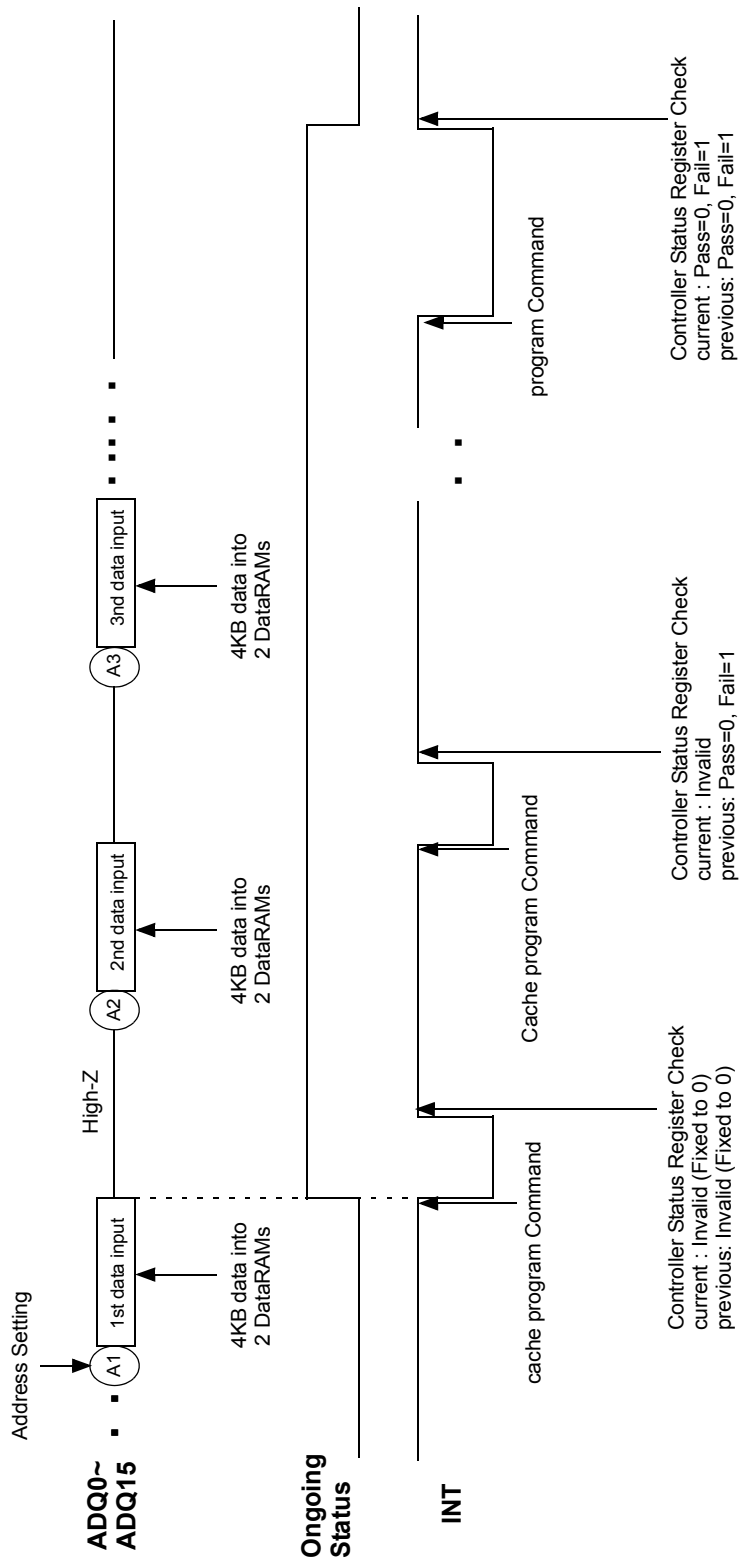 Address Setting
ADQ0~
ADQ15
A1
1st data input
High-Z
A2
2nd data input
A3
3nd data input
4KB data into
2 DataRAMs
4KB data into
2 DataRAMs
4KB data into
2 DataRAMs
Ongoing
Status
INT
cache program Command
Cache program Command
program Command
Controller Status Register Check
current : Invalid (Fixed to 0)
previous: Invalid (Fixed to 0)
Controller Status Register Check
current : Invalid
previous: Pass=0, Fail=1
Controller Status Register Check
current : Pass=0, Fail=1
previous: Pass=0, Fail=1